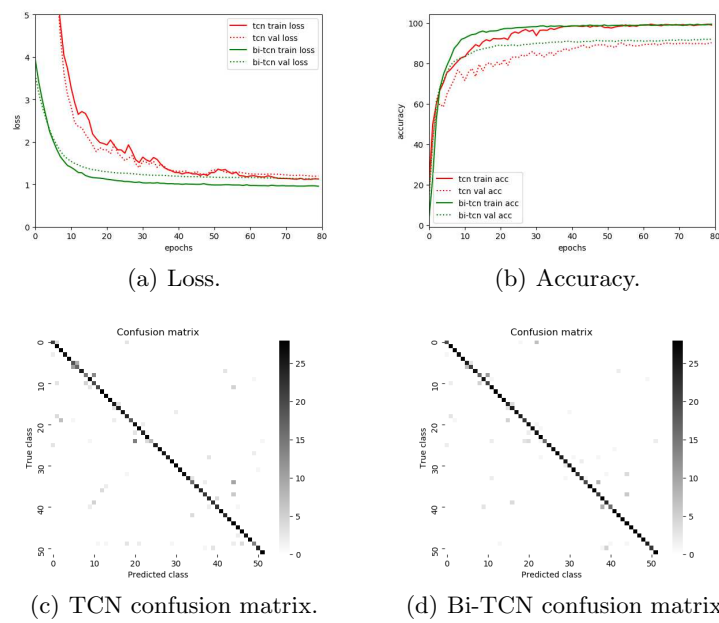 5
4
3
2
1
0
loss
0 10 20 30 40 50 60 70 80
epochs
tcn train loss
tcn val loss
bi-tcn train loss
bi-tcn val loss
(a) Loss.
100
80
60
40
20
0
accuracy
0 10 20 30 40 50 60 70 80
epochs
tcn train acc
tcn val acc
bi-tcn train acc
bi-tcn val acc
(b) Accuracy.
Confusion matrix
0
10
20
30
40
50
True class
0 10 20 30 40 50
Predicted class
25
20
15
10
5
0
(c) TCN confusion matrix.
Confusion matrix
0
10
20
30
40
50
True class
0 10 20 30 40 50
Predicted class
25
20
15
10
5
0
(d) Bi-TCN confusion matrix